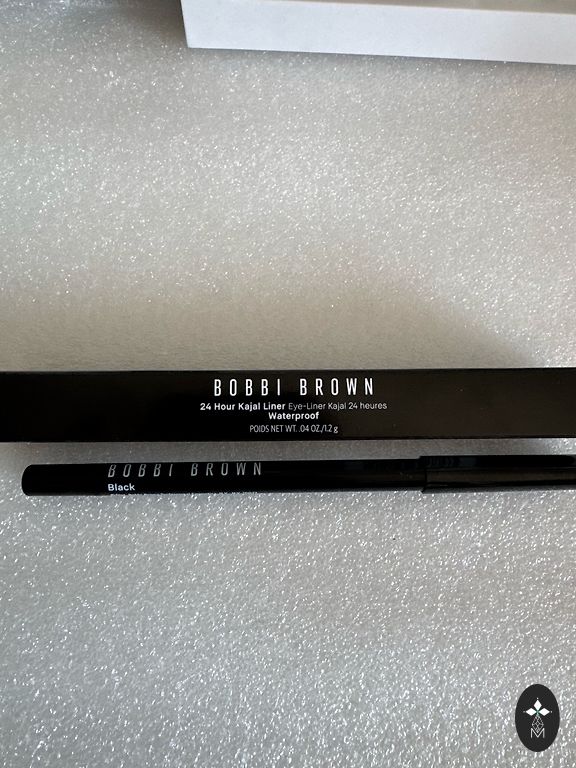 BOBBI BROWN
24 Hour Kajal Liner Eye-Liner Kajal 24 heures
Waterproof
POIDS NET WT. .04 OZ./1.2 g
BOBBI BROWN
Black
M